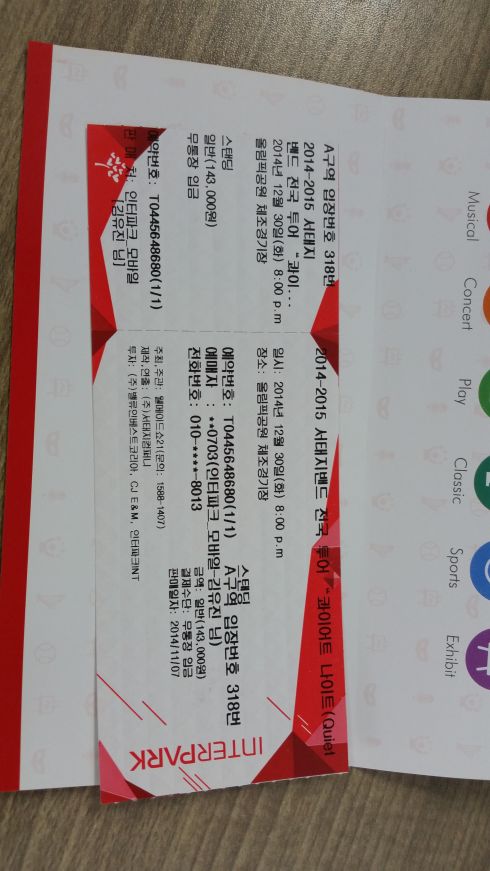 A구역 입장번호 318번
2014-2015 서태지
밴드 전국 투어 "콰이...
2014년 12월 30일(화) 8:00 p.m
올림픽공원 체조경기장
스탠딩
일반(143,000원)
무통장 입금
예약번호: T0445648680(1/1)
판 매 처: 인터파크_모바일
[김유진 님]
2014-2015 서태지밴드 전국 투어 "콰이어트 나이트(Quiet
일시: 2014년 12월 30일(화) 8:00 p.m
장소: 올림픽공원 체조경기장
스탠딩
A구역 입장번호 318번
예약번호: T0445648680(1/1)
예매자 : **0703(인터파크_모바일-김유진 님)
전화번호: 010-****-8013
금액: 일반(143,000원)
결제수단: 무통장 입금
판매일자: 2014/11/07
주최,주관: 웰메이드쇼21(문의: 1588-1407)
제작,연출: (주)서태지컴퍼니
투자: (주)밸류인베스트코리아, CJ E&M, 인터파크INT
INTERPARK
Musical
Concert
Play
Classic
Sports
Exhibit